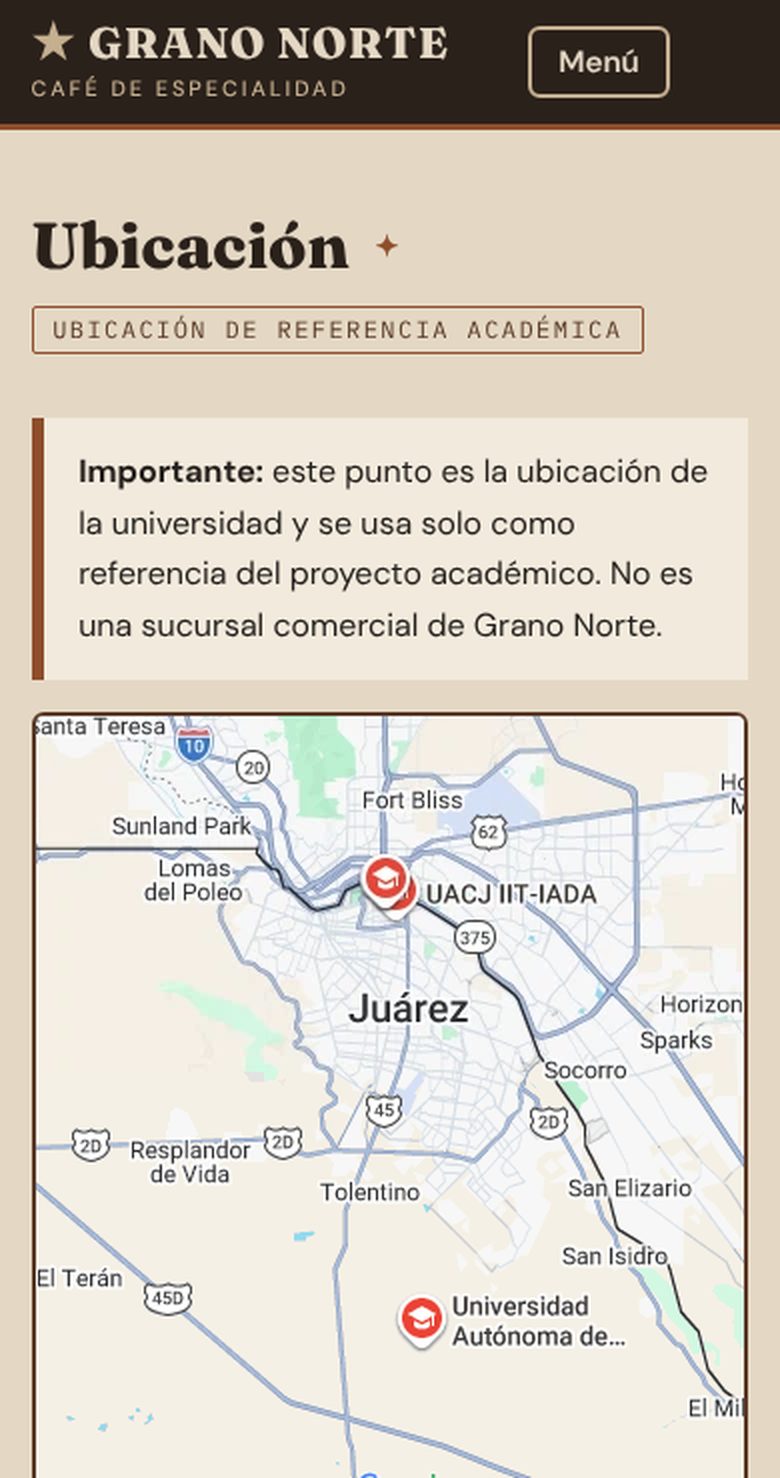 GRANO NORTE
CAFÉ DE ESPECIALIDAD
Menú
Ubicación
UBICACIÓN DE REFERENCIA ACADÉMICA
Importante: este punto es la ubicación de
la universidad y se usa solo como
referencia del proyecto académico. No es
una sucursal comercial de Grano Norte.
Santa Teresa
10
20
Fort Bliss
Sunland Park
62
Lomas
del Poleo
UACJ IIT-IADA
375
Juárez
Horizon
Sparks
Socorro
45
2D
2D
2D
Resplandor
de Vida
Tolentino
San Elizario
San Isidro
El Terán
45D
Universidad
Autónoma de...
El Mil